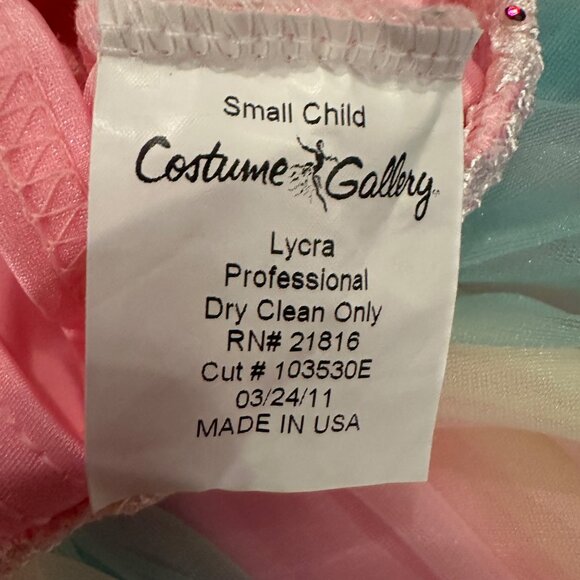 Small Child
Costume Gallery
Lycra
Professional
Dry Clean Only
RN# 21816
Cut # 103530E
03/24/11
MADE IN USA